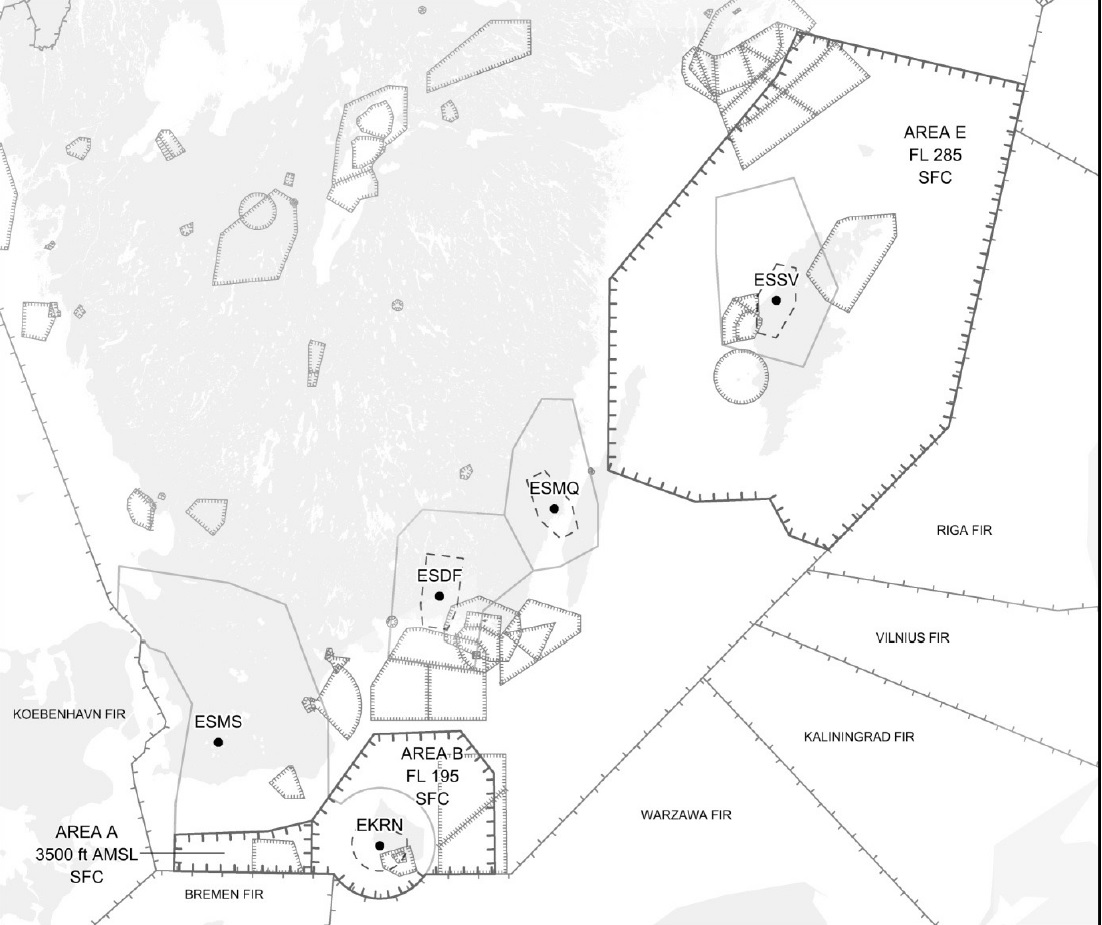 AREA E
FL 285
SFC
ESSV
ESMQ
RIGA FIR
ESDF
VILNIUS FIR
KOEBENHAVN FIR
ESMS
KALININGRAD FIR
AREA B
FL 195
SFC
WARZAWA FIR
EKRN
AREA A
3500 ft AMSL
SFC
BREMEN FIR